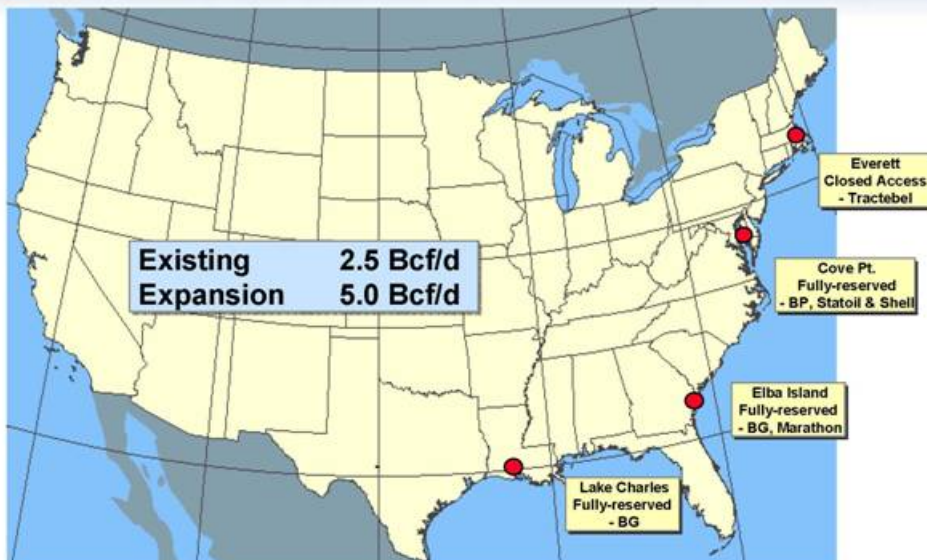 Everett
Closed Access
- Tractebel
Existing 2.5 Bcf/d
Expansion 5.0 Bcf/d
Cove Pt.
Fully-reserved
- BP, Statoil & Shell
Elba Island
Fully-reserved
- BG, Marathon
Lake Charles
Fully-reserved
- BG